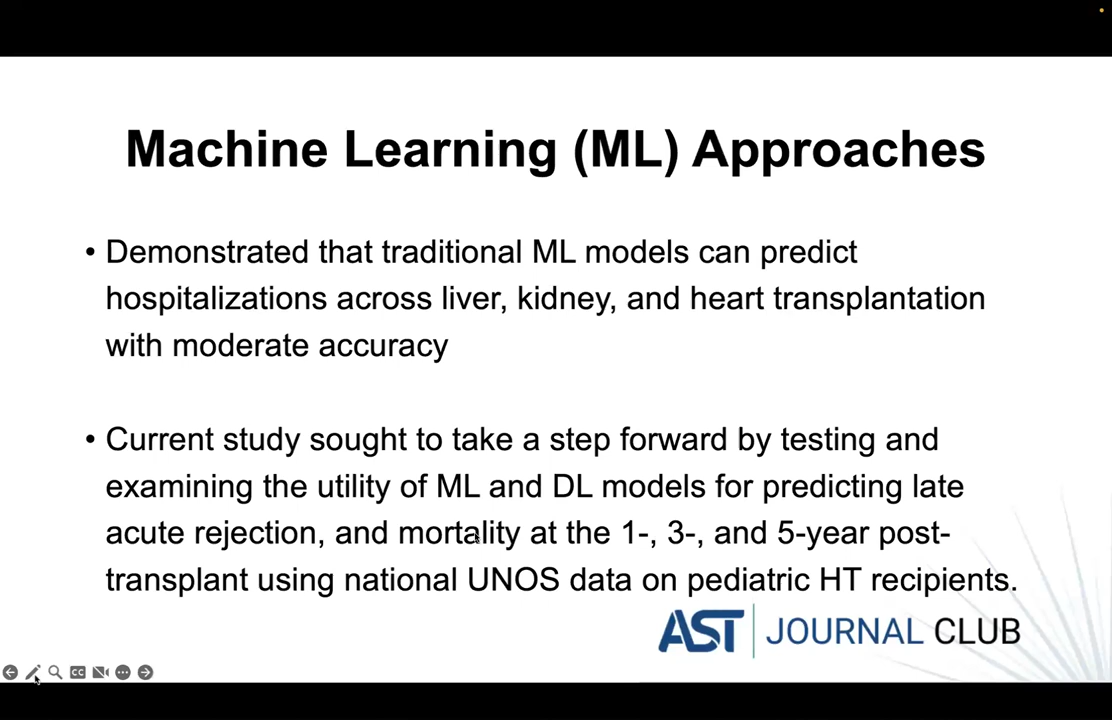 Machine Learning (ML) Approaches
• Demonstrated that traditional ML models can predict
hospitalizations across liver, kidney, and heart transplantation
with moderate accuracy
• Current study sought to take a step forward by testing and
examining the utility of ML and DL models for predicting late
acute rejection, and mortality at the 1-, 3-, and 5-year post-
transplant using national UNOS data on pediatric HT recipients.
AST JOURNAL CLUB
CC